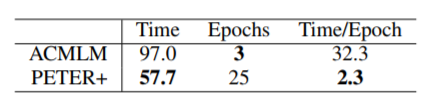 Time Epochs Time/Epoch
ACMLM 97.0 3 32.3
PETER+ 57.7 25 2.3